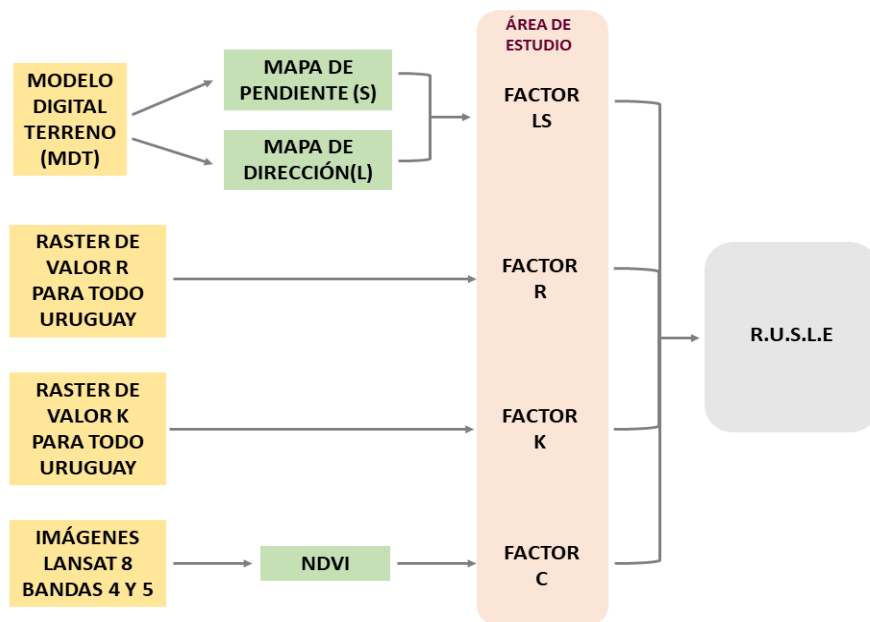 ÁREA DE
ESTUDIO
MODELO
DIGITAL
TERRENO
(MDT)
MAPA DE
PENDIENTE (S)
MAPA DE
DIRECCIÓN(L)
FACTOR
LS
RASTER DE
VALOR R
PARA TODO
URUGUAY
FACTOR
R
RASTER DE
VALOR K
PARA TODO
URUGUAY
FACTOR
K
IMÁGENES
LANSAT 8
BANDAS 4 Y 5
NDVI
FACTOR
C
R.U.S.L.E